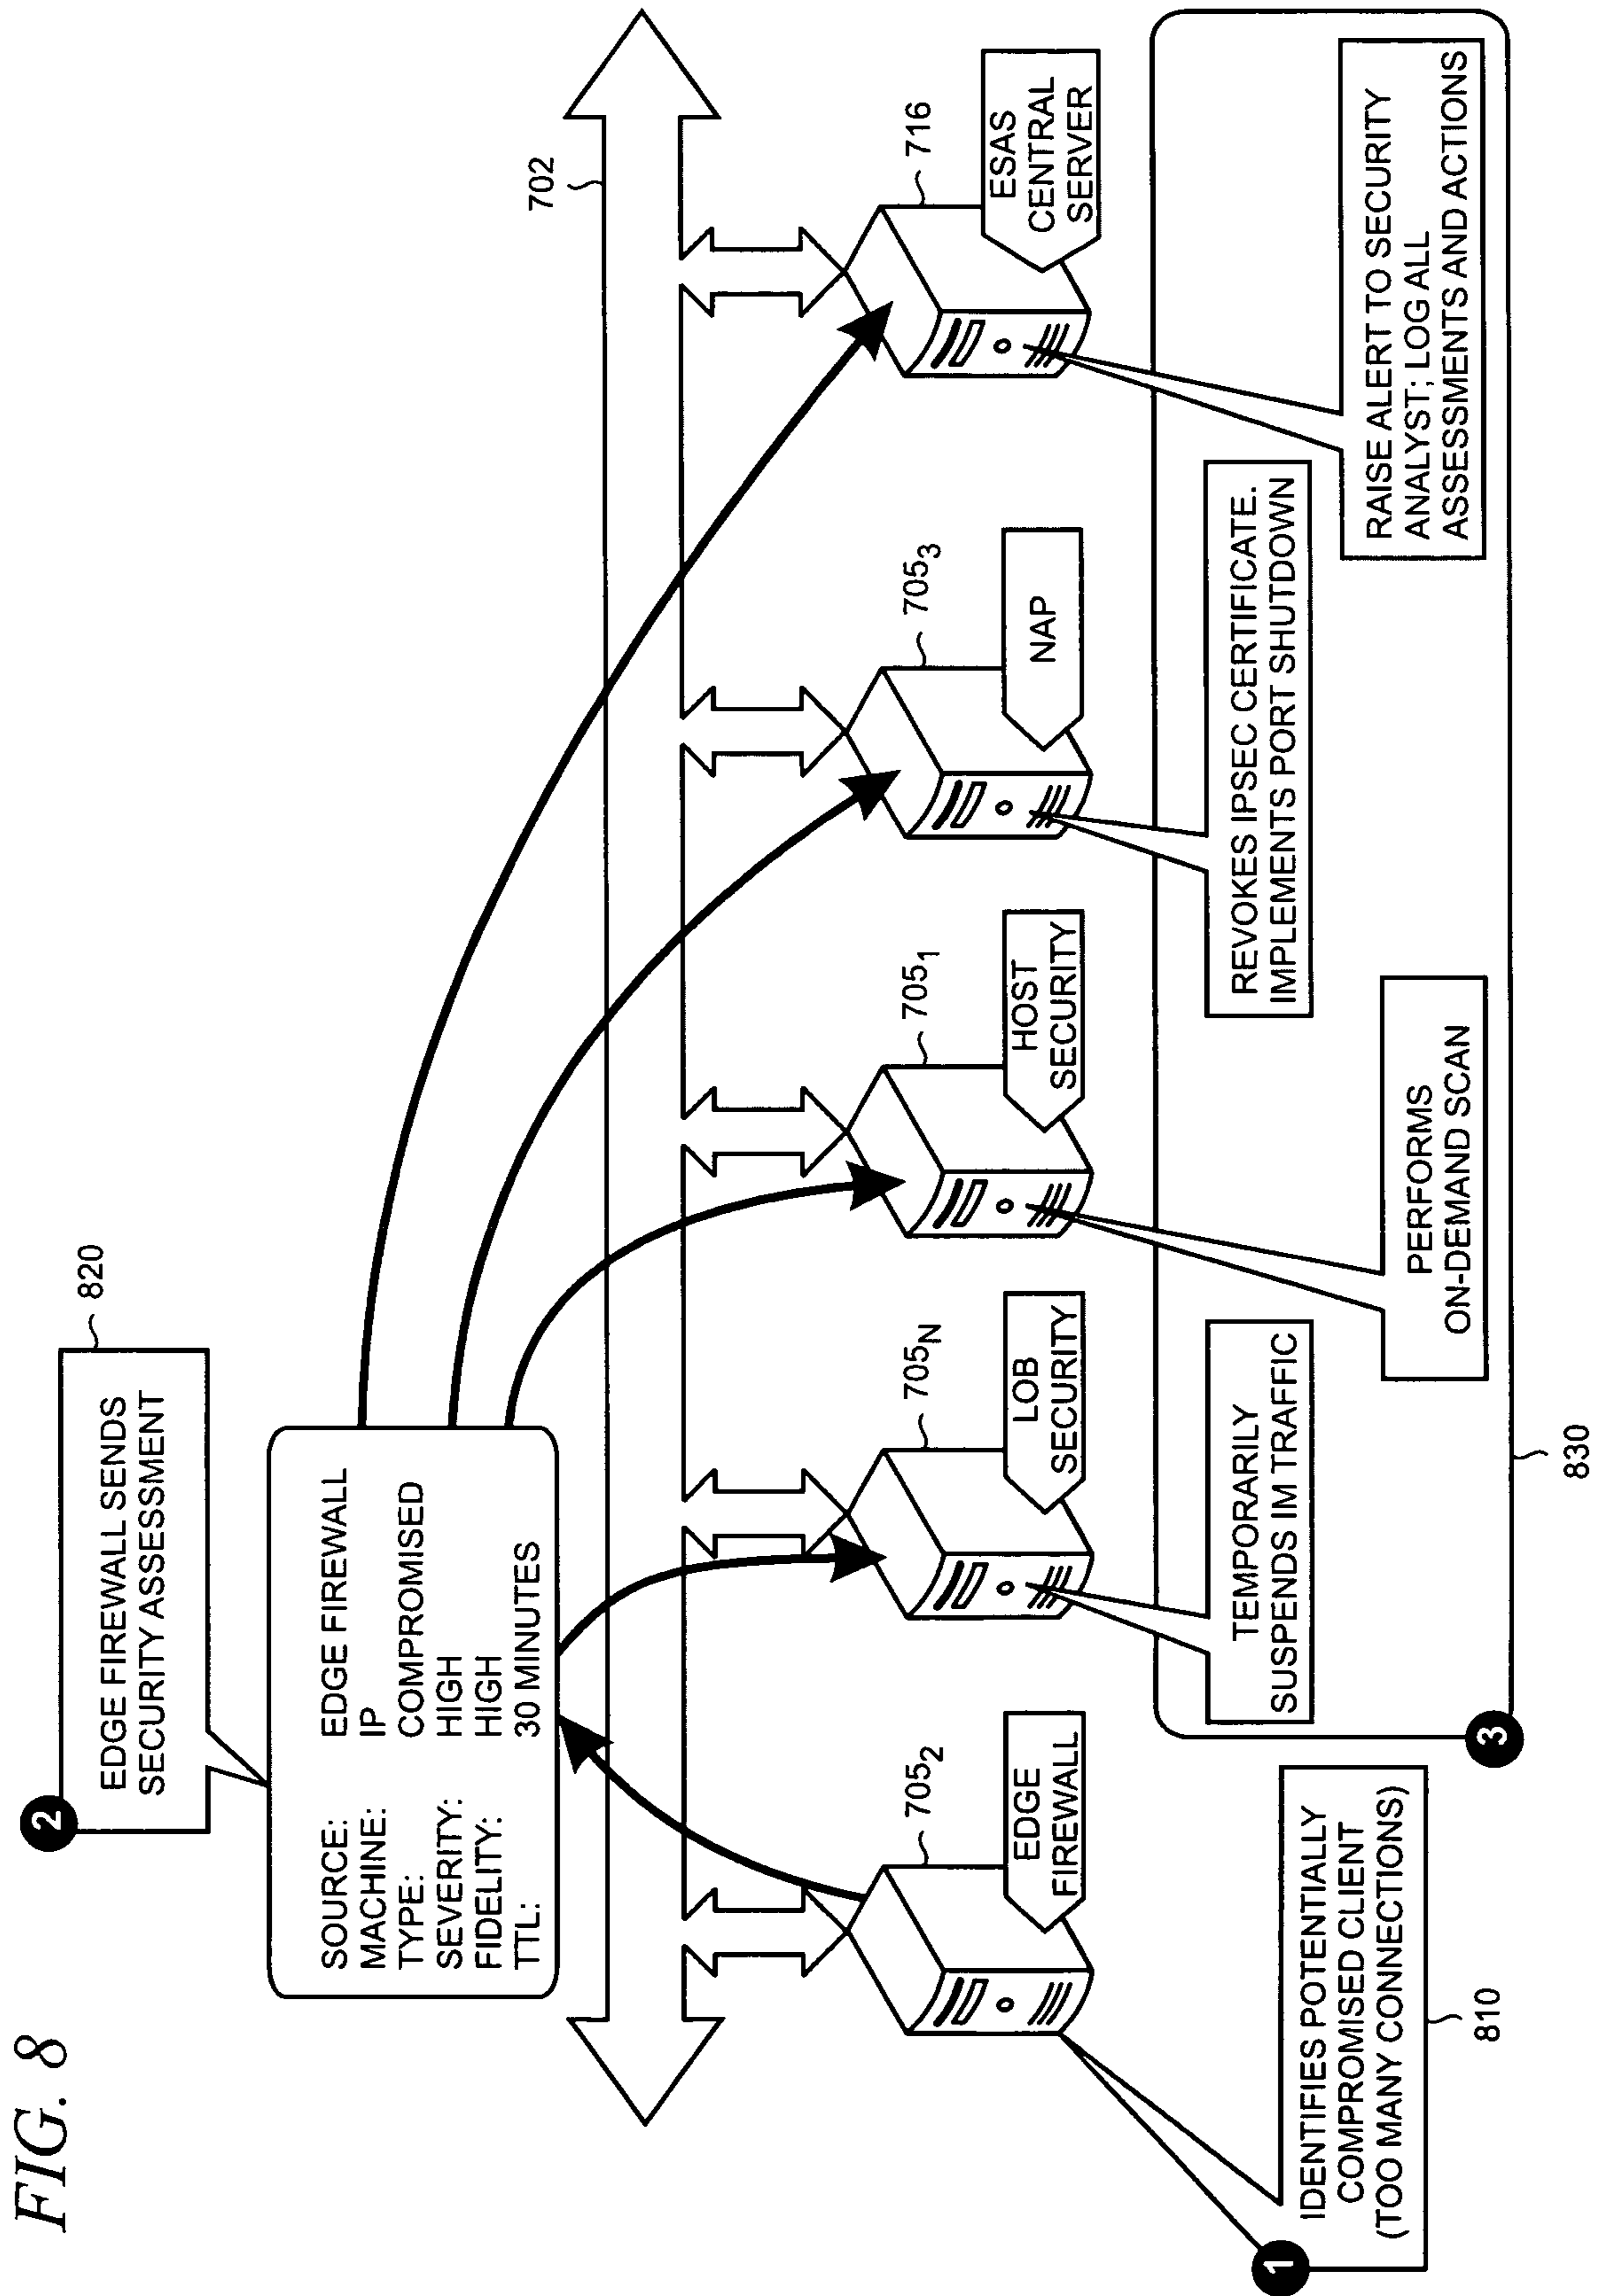 FIG. 8
2
EDGE FIREWALL SENDS
SECURITY ASSESSMENT
820
SOURCE: EDGE FIREWALL
MACHINE: IP
TYPE: COMPROMISED
SEVERITY: HIGH
FIDELITY: HIGH
TTL: 30 MINUTES
702
705₂
EDGE
FIREWALL
705N
LOB
SECURITY
705₁
HOST
SECURITY
705₃
NAP
716
ESAS
CENTRAL
SERVER
1
IDENTIFIES POTENTIALLY
COMPROMISED CLIENT
(TOO MANY CONNECTIONS)
810
3
TEMPORARILY
SUSPENDS IM TRAFFIC
PERFORMS
ON-DEMAND SCAN
REVOKES IPSEC CERTIFICATE.
IMPLEMENTS PORT SHUTDOWN
RAISE ALERT TO SECURITY
ANALYST; LOG ALL
ASSESSMENTS AND ACTIONS
830